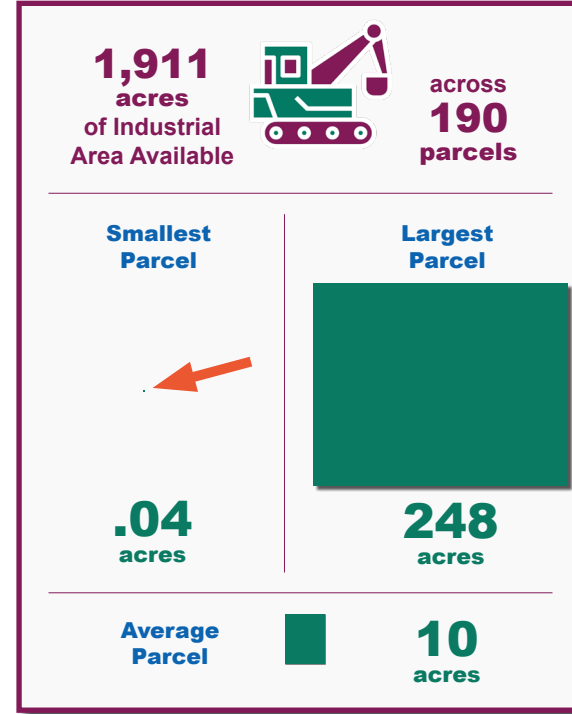 1,911
acres
of Industrial
Area Available
across
190
parcels
Smallest
Parcel
.04
acres
Largest
Parcel
248
acres
Average
Parcel
10
acres